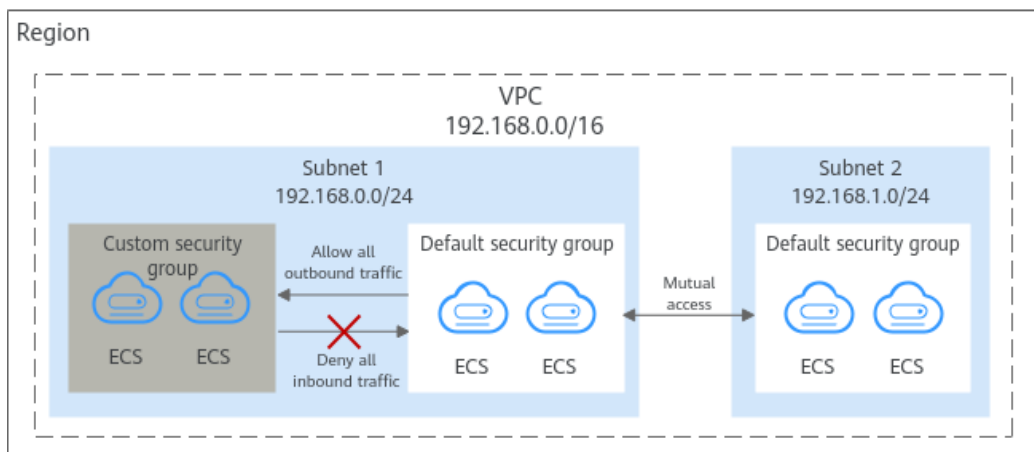 Region
VPC
192.168.0.0/16
Subnet 1
192.168.0.0/24
Custom security
group
ECS
ECS
Allow all
outbound traffic
Deny all
inbound traffic
Default security group
ECS
ECS
Mutual
access
Subnet 2
192.168.1.0/24
Default security group
ECS
ECS